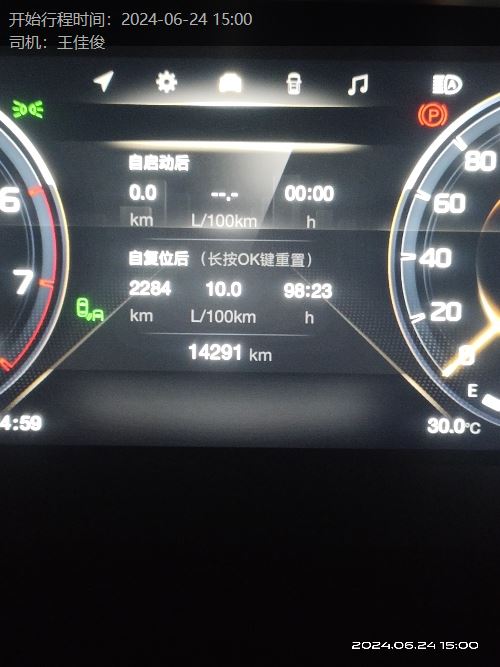 开始行程时间：2024-06-24 15:00
司机：王佳俊
自启动后
0.0 --.- 00:00
km L/100km h
自复位后（长按OK键重置）
2284 10.0 98:23
km L/100km h
14291 km
6
7
80
60
40
20
0
E
P
A
A
4:59
30.0℃
2024.06.24 15:00